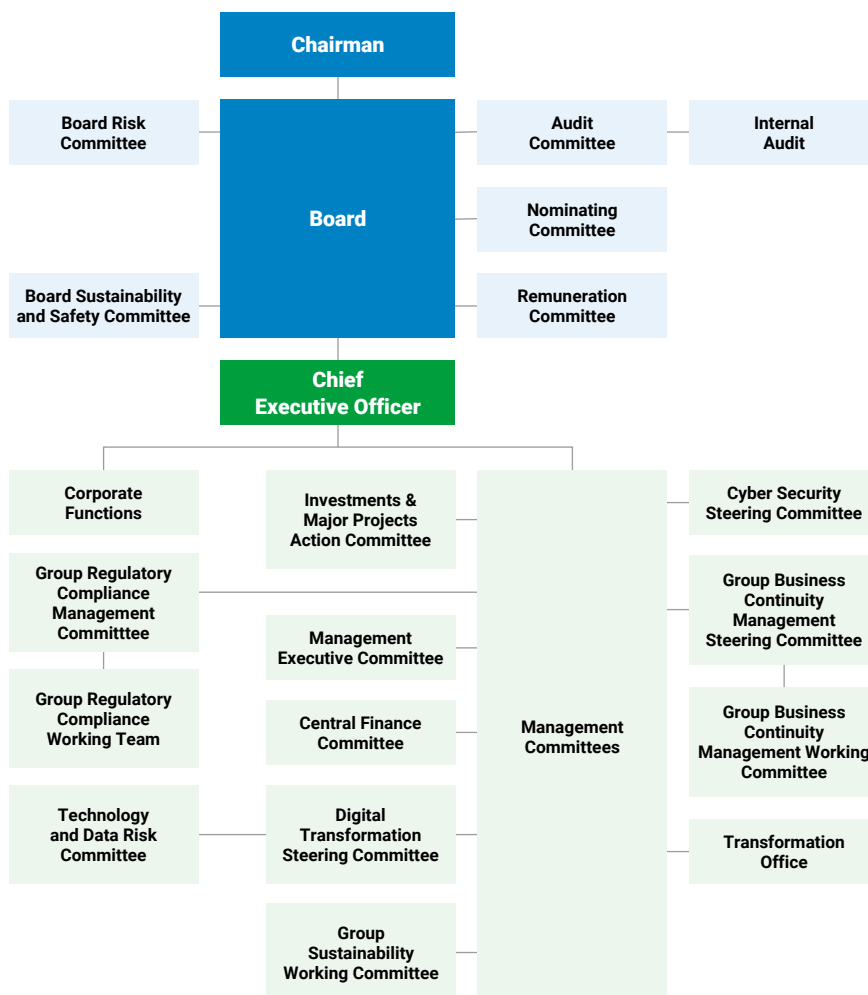 Chairman
Board Risk
Committee
Board
Audit
Committee
Internal
Audit
Nominating
Committee
Board Sustainability
and Safety Committee
Remuneration
Committee
Chief
Executive Officer
Corporate
Functions
Investments &
Major Projects
Action Committee
Cyber Security
Steering Committee
Group Regulatory
Compliance
Management
Committtee
Group Business
Continuity
Management
Steering Committee
Management
Executive Committee
Group Regulatory
Compliance
Working Team
Central Finance
Committee
Management
Committees
Group Business
Continuity
Management Working
Committee
Technology
and Data Risk
Committee
Digital
Transformation
Steering Committee
Transformation
Office
Group
Sustainability
Working Committee